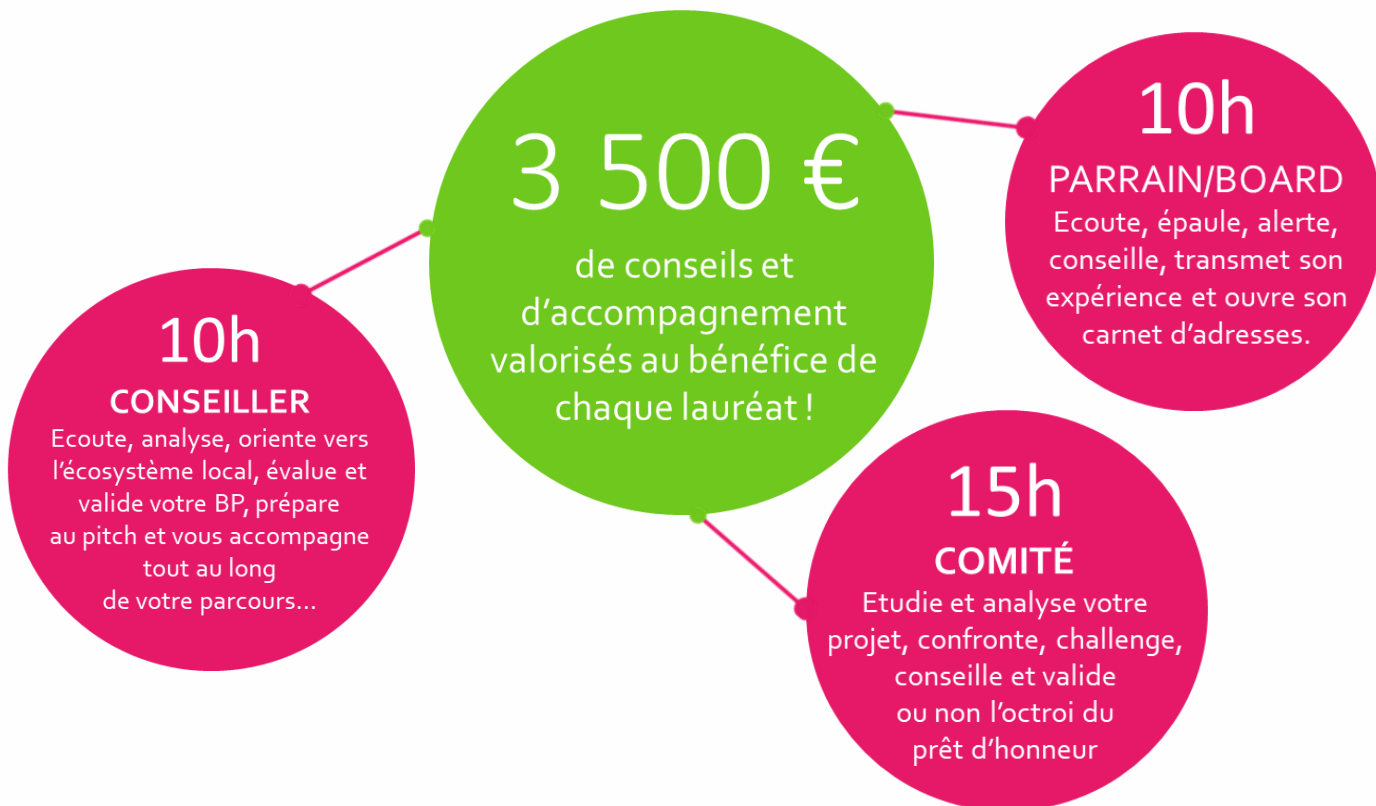 3 500 €
de conseils et
d'accompagnement
valorisés au bénéfice de
chaque lauréat !
10h
PARRAIN/BOARD
Ecoute, épaule, alerte,
conseille, transmet son
expérience et ouvre son
carnet d'adresses.
10h
CONSEILLER
Ecoute, analyse, oriente vers
l'écosystème local, évalue et
valide votre BP, prépare
au pitch et vous accompagne
tout au long
de votre parcours...
15h
COMITÉ
Etudie et analyse votre
projet, confronte, challenge,
conseille et valide
ou non l'octroi du
prêt d'honneur